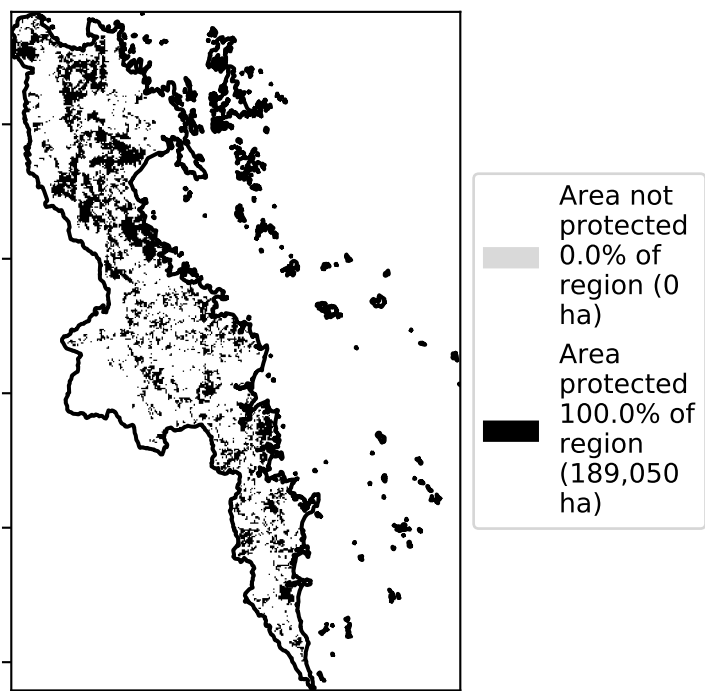 Area not
protected
0.0% of
region (0
ha)
Area
protected
100.0% of
region
(189,050
ha)